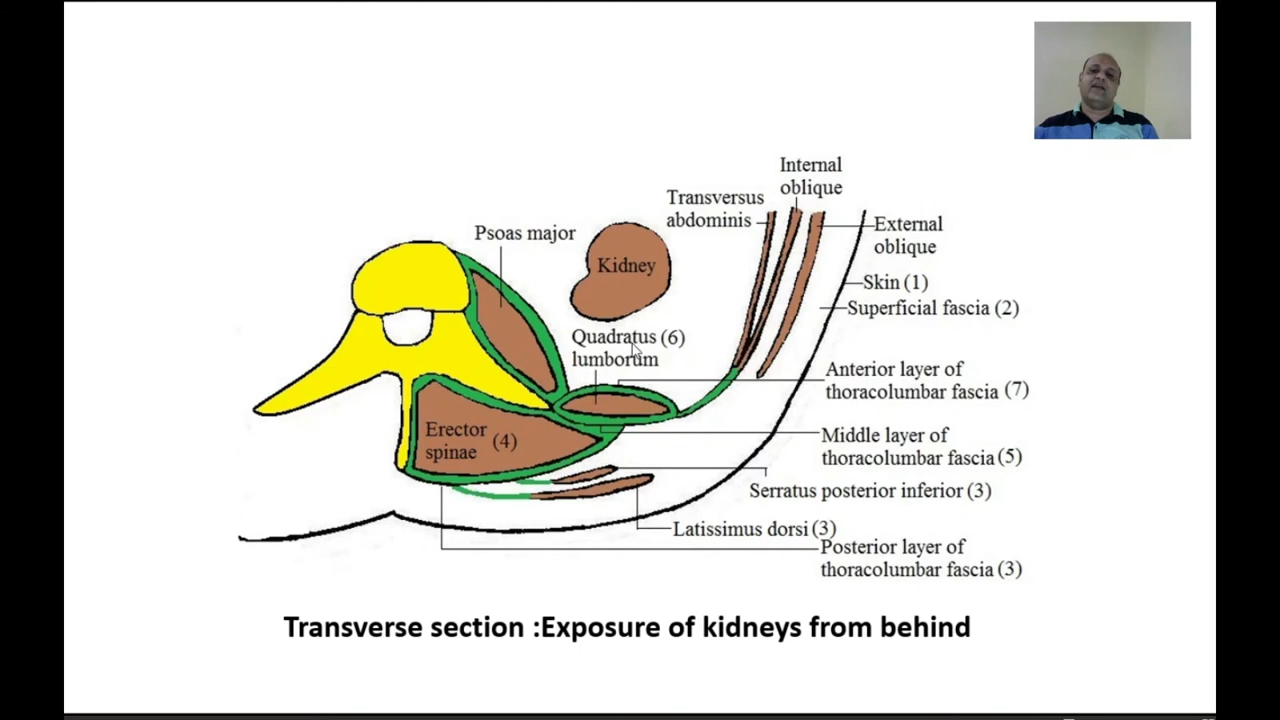 Internal
oblique
Transversus
abdominis
External
oblique
Psoas major
Kidney
Skin (1)
Superficial fascia (2)
Quadratus (6)
lumborum
Anterior layer of
thoracolumbar fascia (7)
Erector
spinae (4)
Middle layer of
thoracolumbar fascia (5)
Serratus posterior inferior (3)
Latissimus dorsi (3)
Posterior layer of
thoracolumbar fascia (3)
Transverse section :Exposure of kidneys from behind